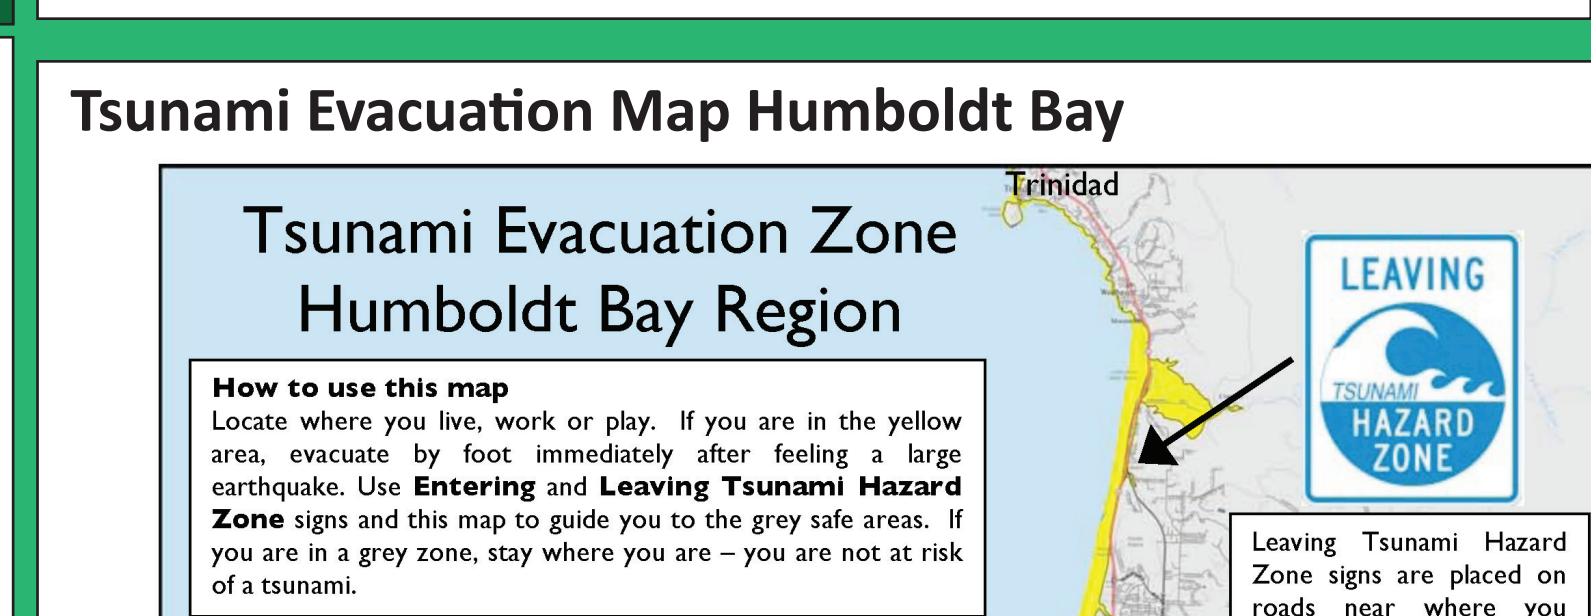 Tsunami Evacuation Map Humboldt Bay
Trinidad
Tsunami Evacuation Zone
Humboldt Bay Region
LEAVING
TSUNAMI
HAZARD
ZONE
How to use this map
Locate where you live, work or play. If you are in the yellow
area, evacuate by foot immediately after feeling a large
earthquake. Use Entering and Leaving Tsunami Hazard
Zone signs and this map to guide you to the grey safe areas. If
you are in a grey zone, stay where you are – you are not at risk
of a tsunami.
Leaving Tsunami Hazard
Zone signs are placed on
roads near where you